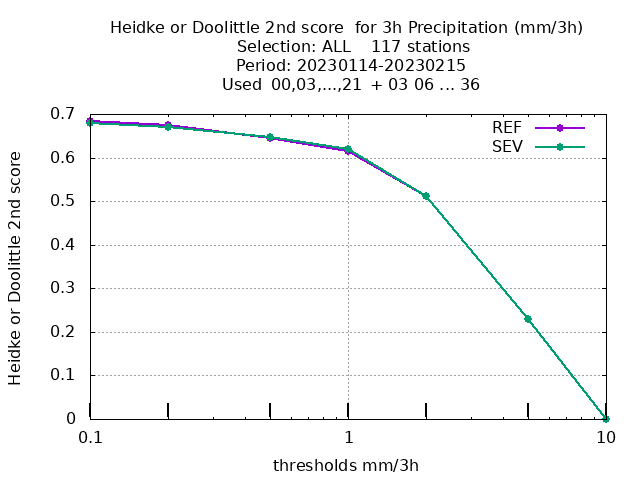 Heidke or Doolittle 2nd score  for 3h Precipitation (mm/3h)
Selection: ALL    117 stations
Period: 20230114-20230215
Used  00,03,...,21  + 03 06 ... 36
REF
SEV
Heidke or Doolittle 2nd score
0.7
0.6
0.5
0.4
0.3
0.2
0.1
0
0.1
1
10
thresholds mm/3h